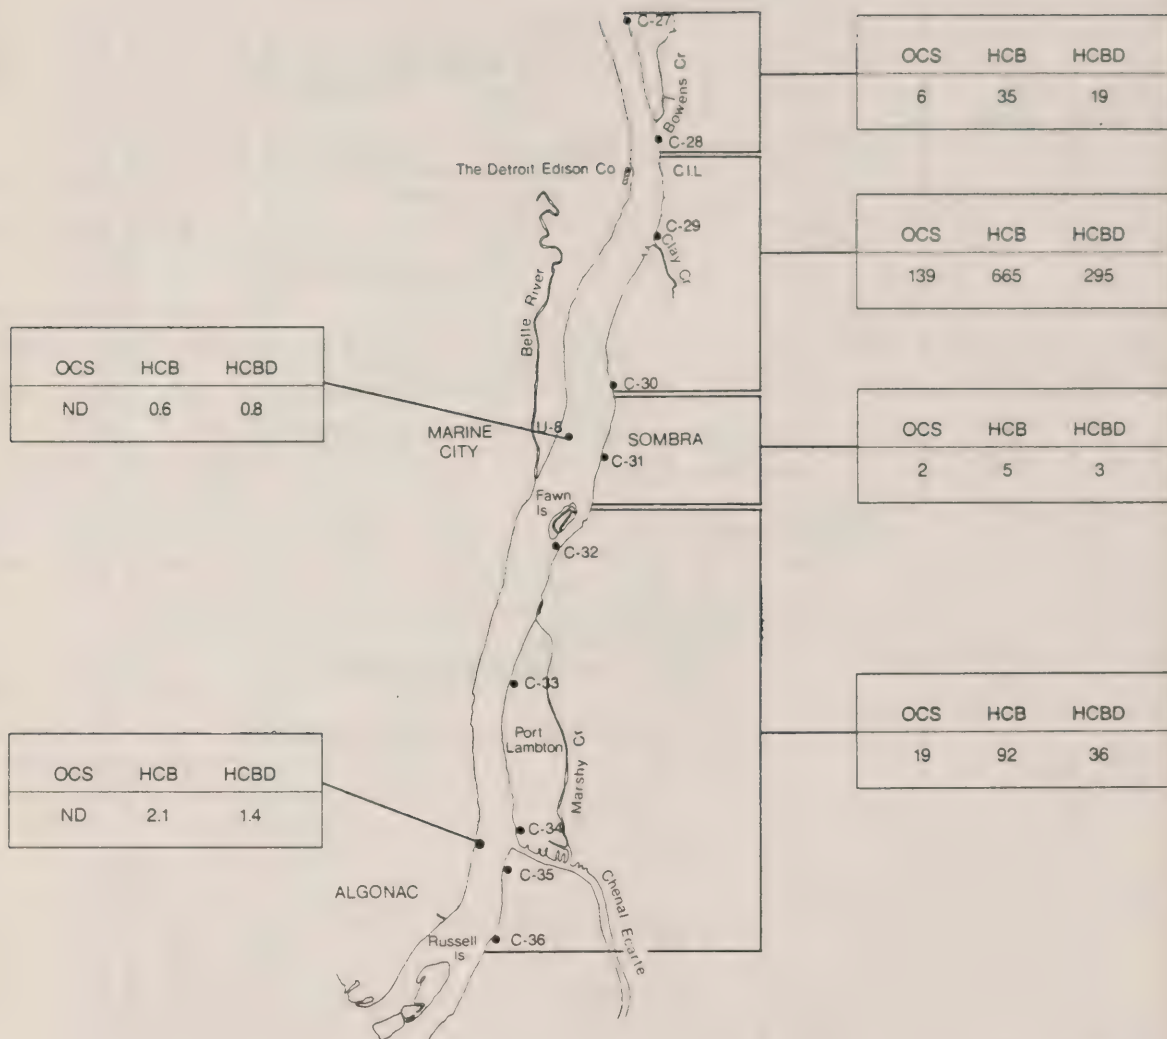 C-27
Bowens Cr
C-28
The Detroit Edison Co
C.I.L
C-29
Clay Cr
Belle River
C-30
U-8
MARINE
CITY
SOMBRA
C-31
Fawn
Is
C-32
C-33
Port
Lambton
Marshy Cr
C-34
C-35
Chenal Ecarte
ALGONAC
Russell
Is
C-36
OCS HCB HCBD
6 35 19
OCS HCB HCBD
139 665 295
OCS HCB HCBD
2 5 3
OCS HCB HCBD
19 92 36
OCS HCB HCBD
ND 0.6 0.8
OCS HCB HCBD
ND 2.1 1.4